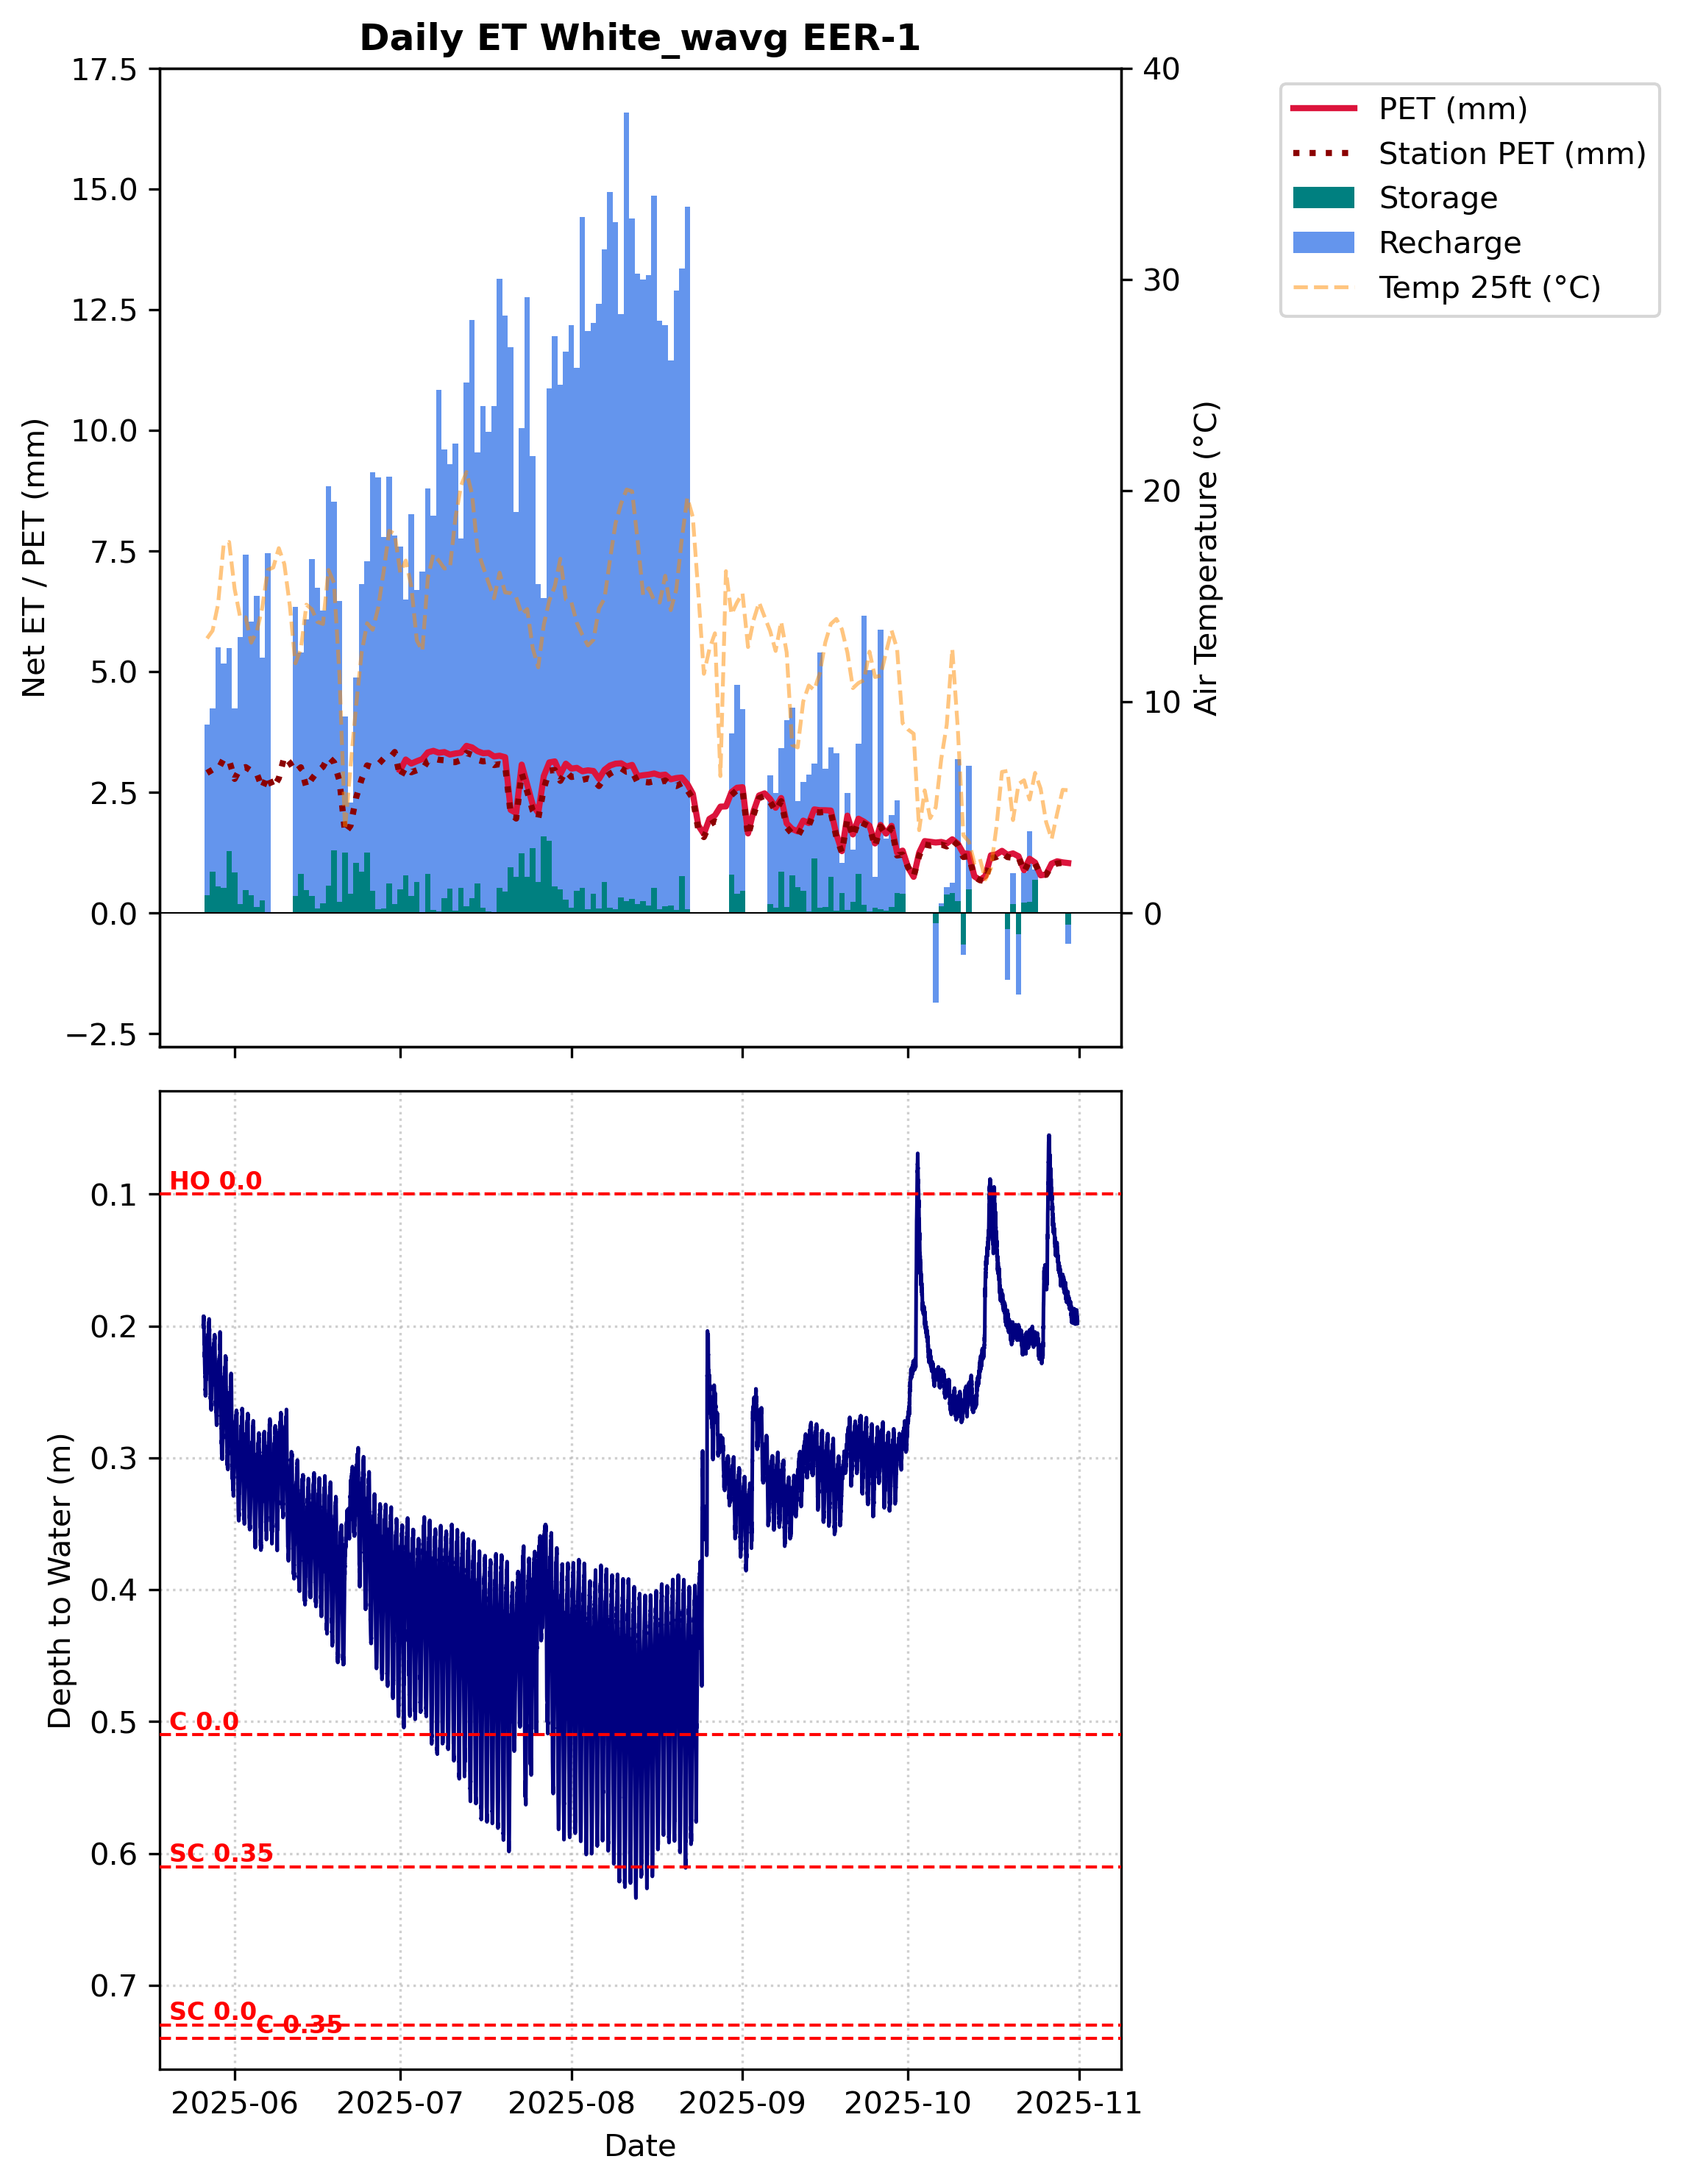 Daily ET White_wavg EER-1
17.5
15.0
12.5
10.0
7.5
5.0
2.5
0.0
−2.5
Net ET / PET (mm)
40
30
20
10
0
Air Temperature (°C)
PET (mm)
Station PET (mm)
Storage
Recharge
Temp 25ft (°C)
HO 0.0
C 0.0
SC 0.35
SC 0.0
C 0.35
0.1
0.2
0.3
0.4
0.5
0.6
0.7
Depth to Water (m)
2025-06
2025-07
2025-08
2025-09
2025-10
2025-11
Date